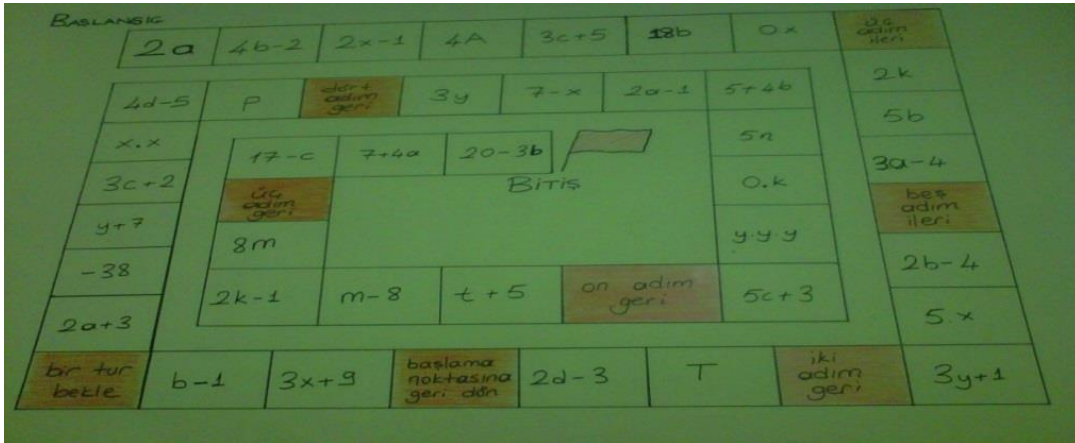 BASLANSIG
2a
4b-2
2x-1
4A
3c+5
18b
0.x
üç
adım
ileri
2k
5b
3a-4
beş
adım
ileri
2b-4
5.x
3y+1
iki
adım
geri
T
2d-3
başlama
noktasına
geri dön
3x+9
b-1
bir tur
bekle
2a+3
-38
y+7
3c+2
x.x
4d-5
P
dört
adım
geri
3y
7-x
2a-1
5+4b
5n
0.k
y.y.y
5c+3
on adım
geri
t+5
m-8
2k-1
8m
üç
adım
geri
17-c
7+4a
20-3b
BİTİŞ